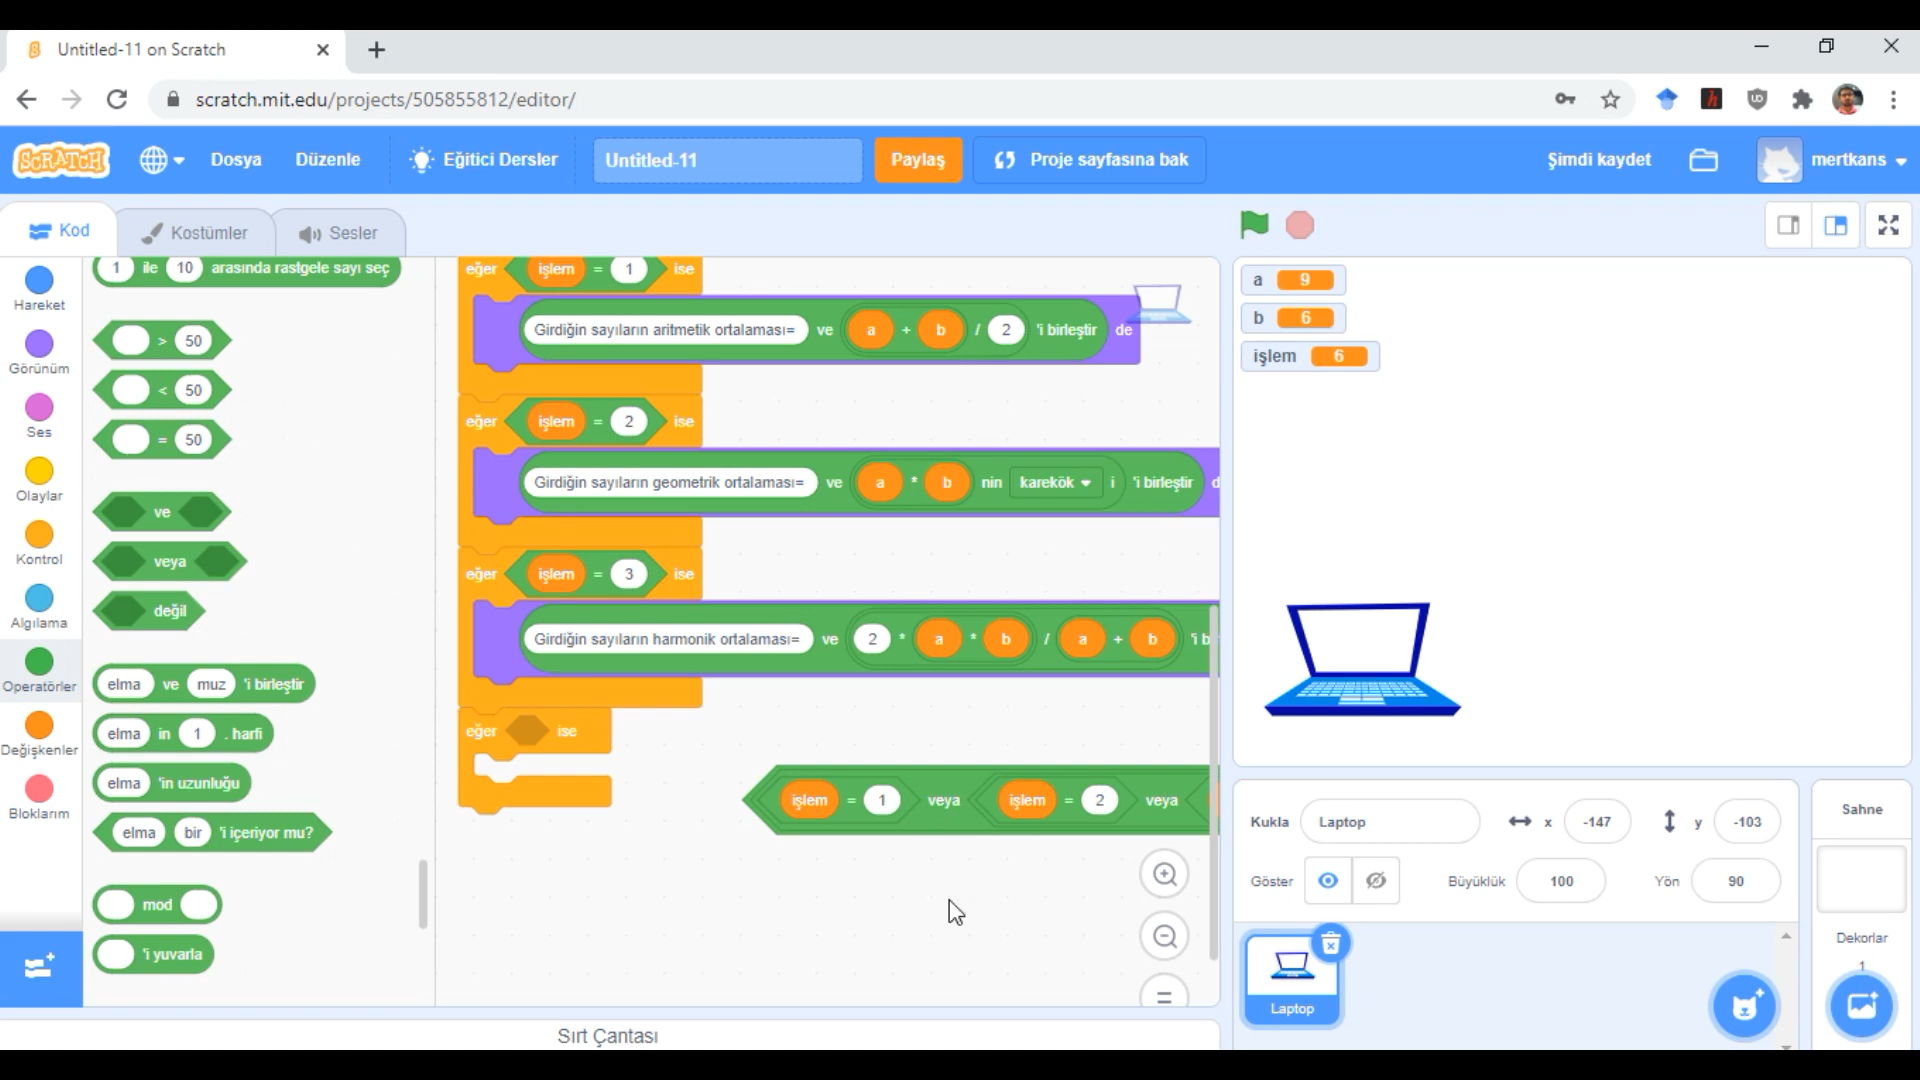 Untitled-11 on Scratch
scratch.mit.edu/projects/505855812/editor/
SCRATCH
Dosya
Düzenle
Eğitici Dersler
Untitled-11
Paylaş
Proje sayfasına bak
Şimdi kaydet
mertkans
Kod
Kostümler
Sesler
Hareket
Görünüm
Ses
Olaylar
Kontrol
Algılama
Operatörler
Değişkenler
Bloklarım
1 ile 10 arasında rastgele sayı seç
> 50
< 50
= 50
ve
veya
değil
elma ve muz 'i birleştir
elma in 1 . harfi
elma 'in uzunluğu
elma bir 'i içeriyor mu?
mod
'i yuvarla
eğer işlem = 1 ise
Girdiğin sayıların aritmetik ortalaması= ve a + b / 2 'i birleştir de
eğer işlem = 2 ise
Girdiğin sayıların geometrik ortalaması= ve a * b nin karekök i 'i birleştir d
eğer işlem = 3 ise
Girdiğin sayıların harmonik ortalaması= ve 2 * a * b / a + b 'i b
eğer ise
işlem = 1 veya işlem = 2 veya
a 9
b 6
işlem 6
Kukla Laptop x -147 y -103
Göster Büyüklük 100 Yön 90
Laptop
Sahne
Dekorlar
1
Sırt Çantası